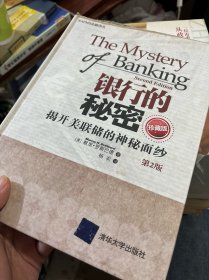 The Mystery
of Banking
Second Edition
银行的
秘密
珍藏版
揭开美联储的神秘面纱
第2版
清华大学出版社